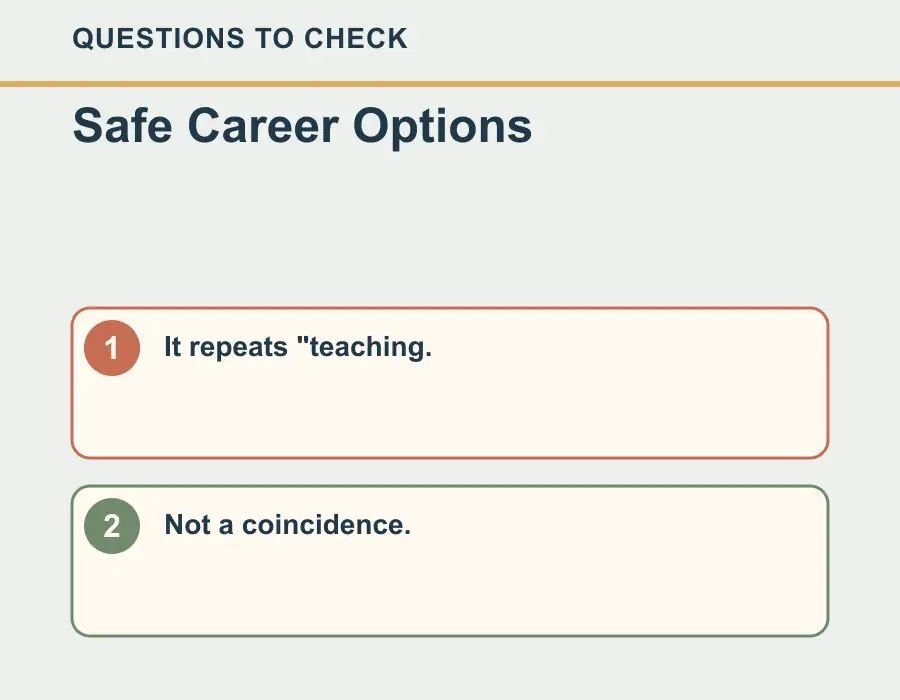 QUESTIONS TO CHECK
Safe Career Options
1 It repeats "teaching.
2 Not a coincidence.